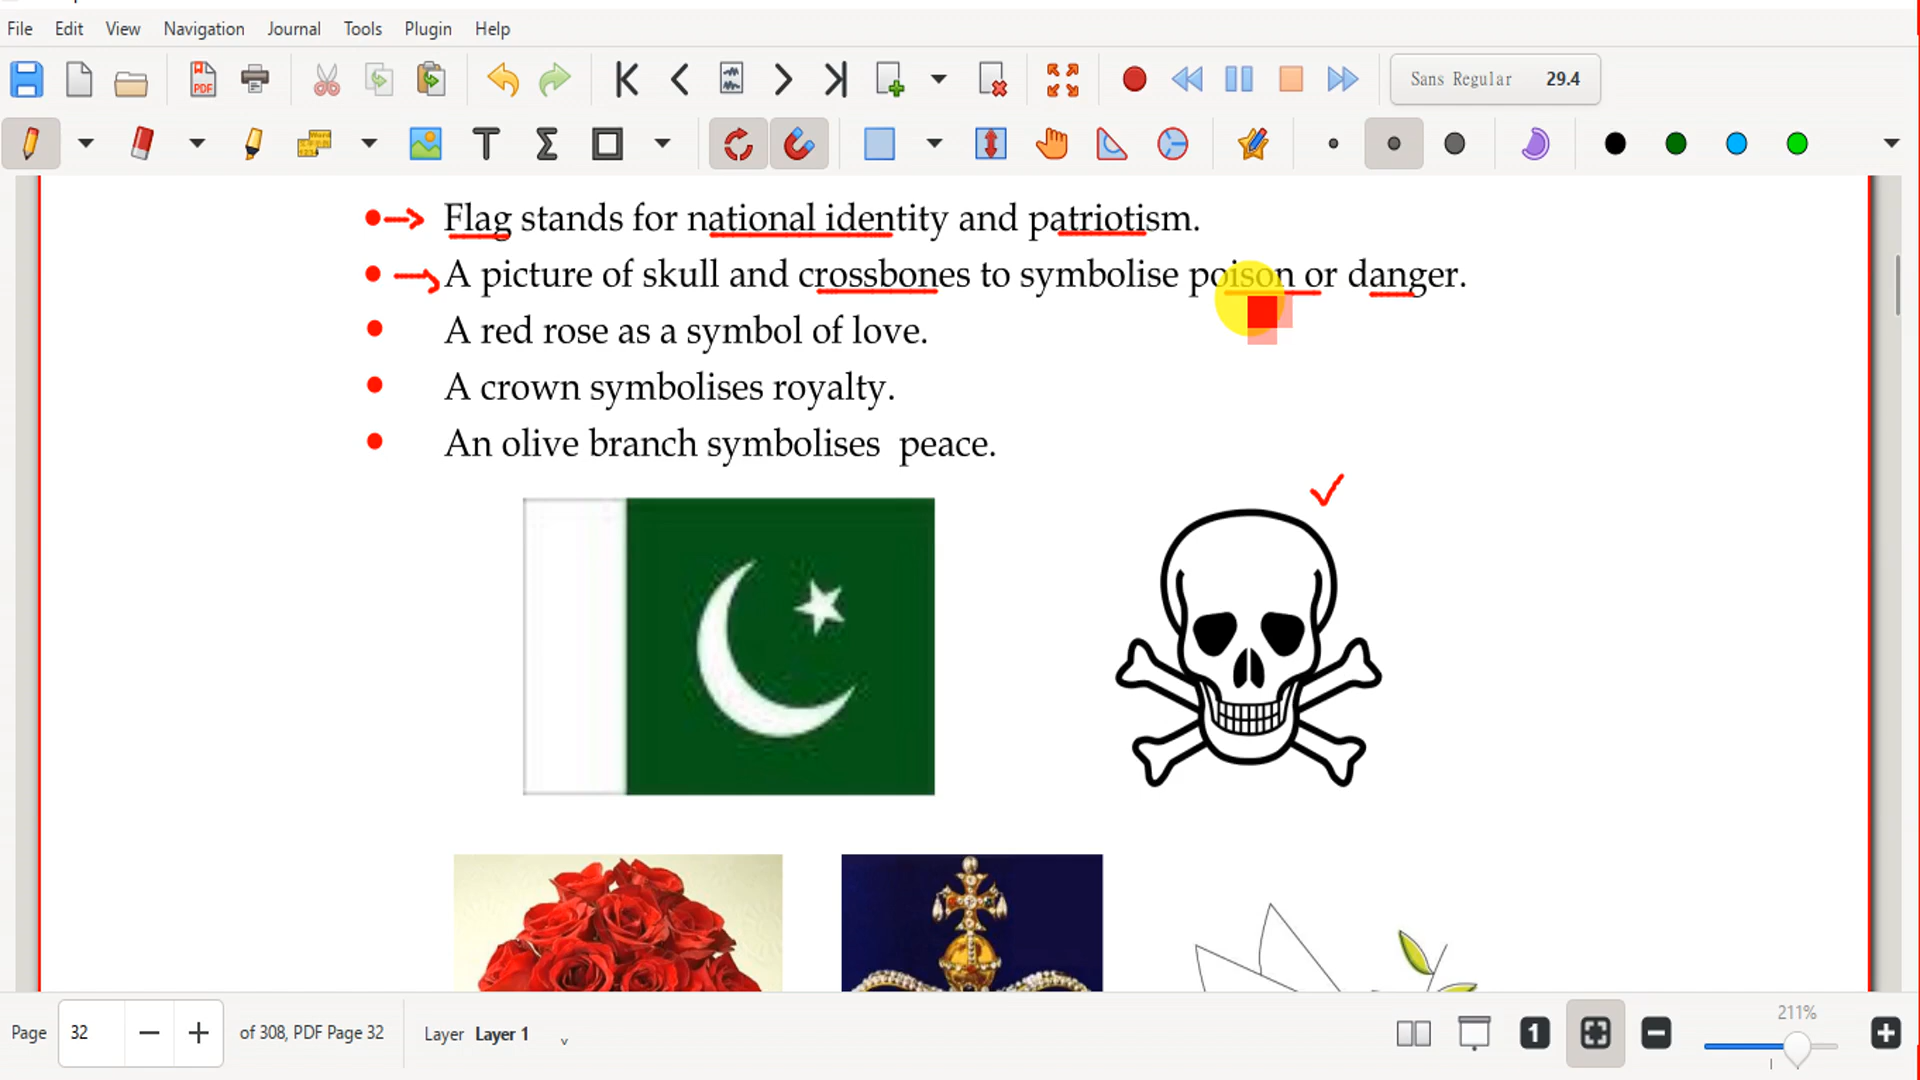 File Edit View Navigation Journal Tools Plugin Help
Sans Regular 29.4
Flag stands for national identity and patriotism.
A picture of skull and crossbones to symbolise poison or danger.
A red rose as a symbol of love.
A crown symbolises royalty.
An olive branch symbolises peace.
211%
Page 32 of 308, PDF Page 32 Layer Layer 1